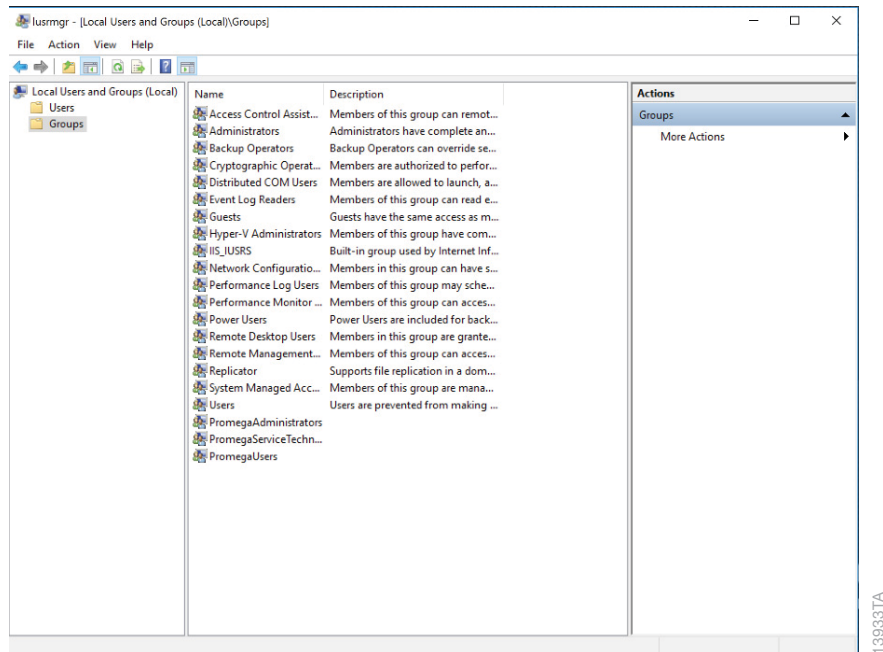 lusrmgr - [Local Users and Groups (Local)\Groups]
File Action View Help
Local Users and Groups (Local)
Users
Groups
Name Description
Access Control Assist... Members of this group can remot...
Administrators Administrators have complete an...
Backup Operators Backup Operators can override se...
Cryptographic Operat... Members are authorized to perfor...
Distributed COM Users Members are allowed to launch, a...
Event Log Readers Members of this group can read e...
Guests Guests have the same access as m...
Hyper-V Administrators Members of this group have com...
IIS_IUSRS Built-in group used by Internet Inf...
Network Configuratio... Members in this group can have s...
Performance Log Users Members of this group may sche...
Performance Monitor ... Members of this group can acces...
Power Users Power Users are included for back...
Remote Desktop Users Members in this group are grante...
Remote Management... Members of this group can acces...
Replicator Supports file replication in a dom...
System Managed Acc... Members of this group are mana...
Users Users are prevented from making ...
PromegaAdministrators
PromegaServiceTechn...
PromegaUsers
Actions
Groups
More Actions
13933TA